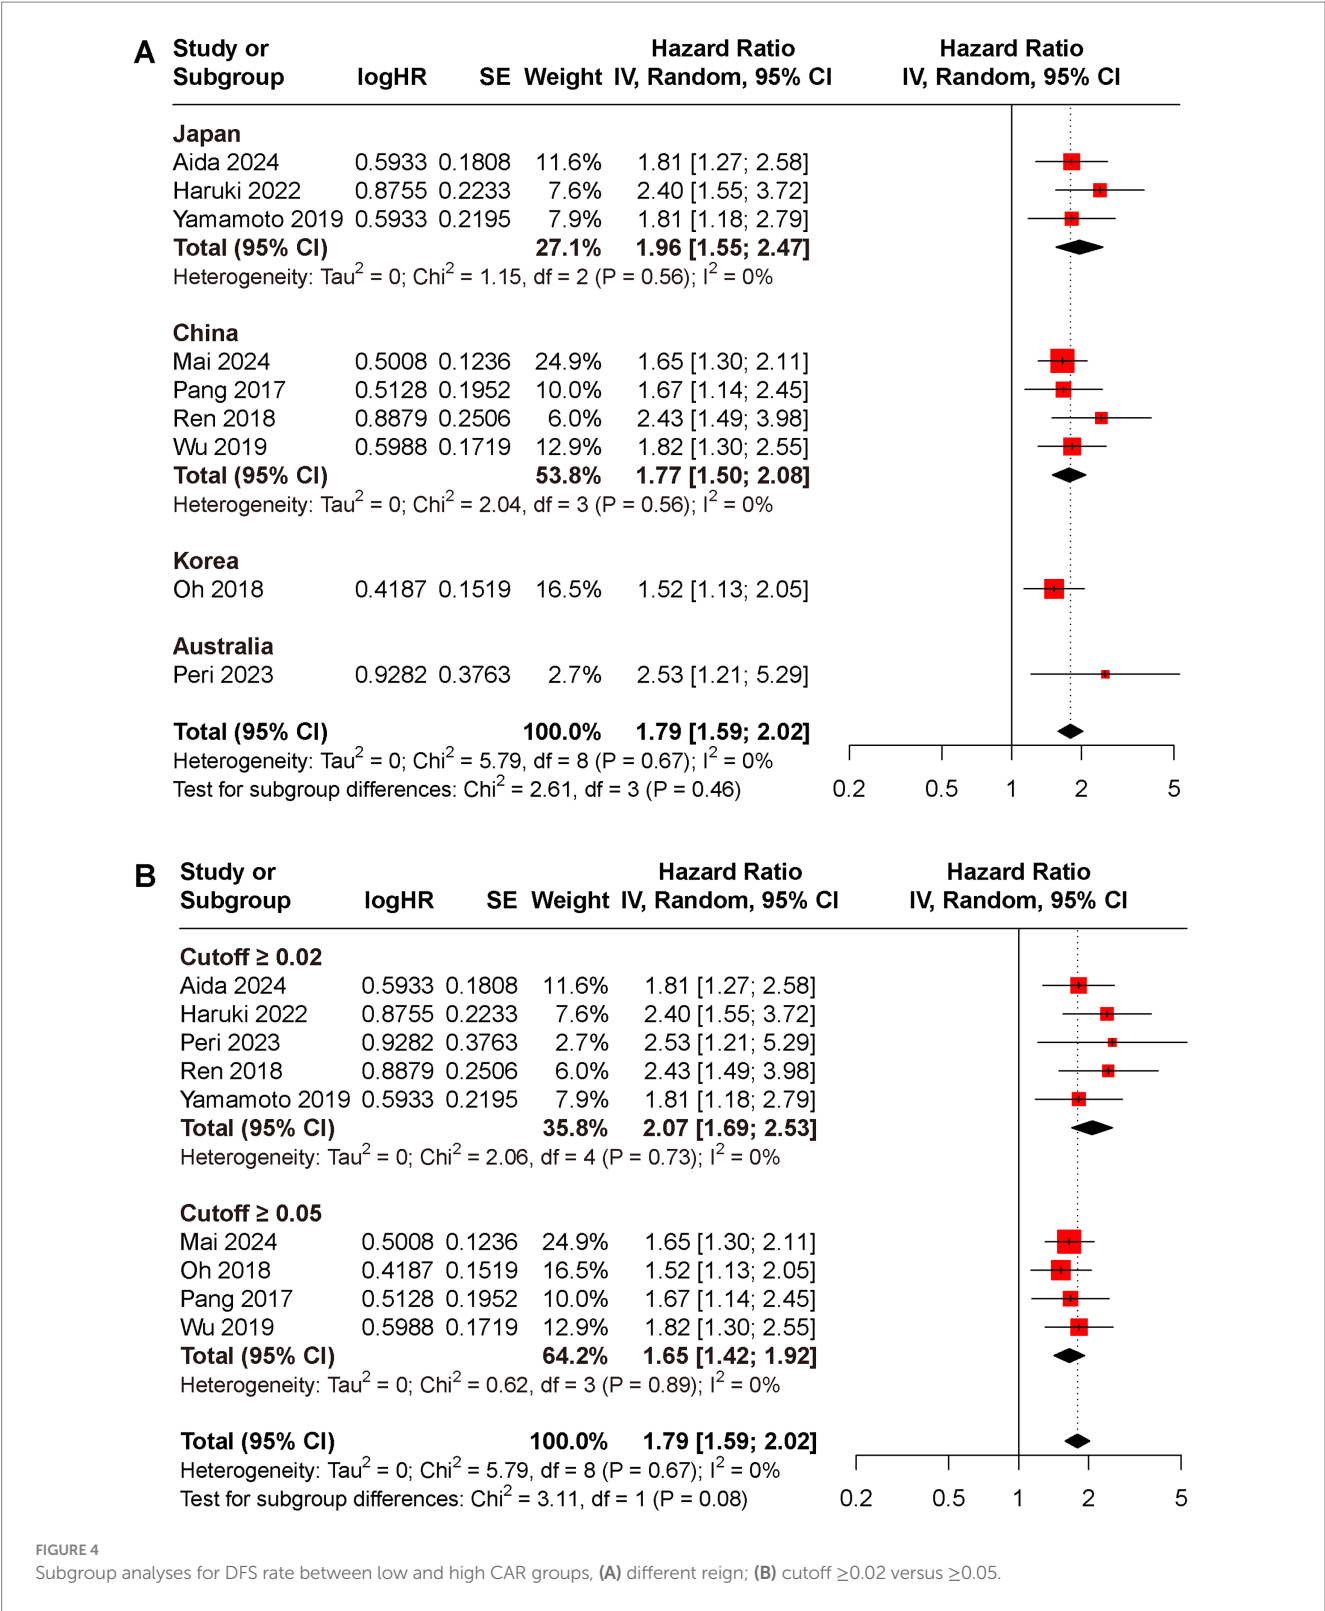 A
Study or Hazard Ratio Hazard Ratio
Subgroup logHR SE Weight IV, Random, 95% CI IV, Random, 95% CI
Japan
Aida 2024 0.5933 0.1808 11.6% 1.81 [1.27; 2.58]
Haruki 2022 0.8755 0.2233 7.6% 2.40 [1.55; 3.72]
Yamamoto 2019 0.5933 0.2195 7.9% 1.81 [1.18; 2.79]
Total (95% CI) 27.1% 1.96 [1.55; 2.47]
Heterogeneity: Tau² = 0; Chi² = 1.15, df = 2 (P = 0.56); I² = 0%
China
Mai 2024 0.5008 0.1236 24.9% 1.65 [1.30; 2.11]
Pang 2017 0.5128 0.1952 10.0% 1.67 [1.14; 2.45]
Ren 2018 0.8879 0.2506 6.0% 2.43 [1.49; 3.98]
Wu 2019 0.5988 0.1719 12.9% 1.82 [1.30; 2.55]
Total (95% CI) 53.8% 1.77 [1.50; 2.08]
Heterogeneity: Tau² = 0; Chi² = 2.04, df = 3 (P = 0.56); I² = 0%
Korea
Oh 2018 0.4187 0.1519 16.5% 1.52 [1.13; 2.05]
Australia
Peri 2023 0.9282 0.3763 2.7% 2.53 [1.21; 5.29]
Total (95% CI) 100.0% 1.79 [1.59; 2.02]
Heterogeneity: Tau² = 0; Chi² = 5.79, df = 8 (P = 0.67); I² = 0%
Test for subgroup differences: Chi² = 2.61, df = 3 (P = 0.46)
0.2 0.5 1 2 5
B
Study or Hazard Ratio Hazard Ratio
Subgroup logHR SE Weight IV, Random, 95% CI IV, Random, 95% CI
Cutoff ≥ 0.02
Aida 2024 0.5933 0.1808 11.6% 1.81 [1.27; 2.58]
Haruki 2022 0.8755 0.2233 7.6% 2.40 [1.55; 3.72]
Peri 2023 0.9282 0.3763 2.7% 2.53 [1.21; 5.29]
Ren 2018 0.8879 0.2506 6.0% 2.43 [1.49; 3.98]
Yamamoto 2019 0.5933 0.2195 7.9% 1.81 [1.18; 2.79]
Total (95% CI) 35.8% 2.07 [1.69; 2.53]
Heterogeneity: Tau² = 0; Chi² = 2.06, df = 4 (P = 0.73); I² = 0%
Cutoff ≥ 0.05
Mai 2024 0.5008 0.1236 24.9% 1.65 [1.30; 2.11]
Oh 2018 0.4187 0.1519 16.5% 1.52 [1.13; 2.05]
Pang 2017 0.5128 0.1952 10.0% 1.67 [1.14; 2.45]
Wu 2019 0.5988 0.1719 12.9% 1.82 [1.30; 2.55]
Total (95% CI) 64.2% 1.65 [1.42; 1.92]
Heterogeneity: Tau² = 0; Chi² = 0.62, df = 3 (P = 0.89); I² = 0%
Total (95% CI) 100.0% 1.79 [1.59; 2.02]
Heterogeneity: Tau² = 0; Chi² = 5.79, df = 8 (P = 0.67); I² = 0%
Test for subgroup differences: Chi² = 3.11, df = 1 (P = 0.08)
0.2 0.5 1 2 5
FIGURE 4
Subgroup analyses for DFS rate between low and high CAR groups, (A) different reign; (B) cutoff ≥0.02 versus ≥0.05.